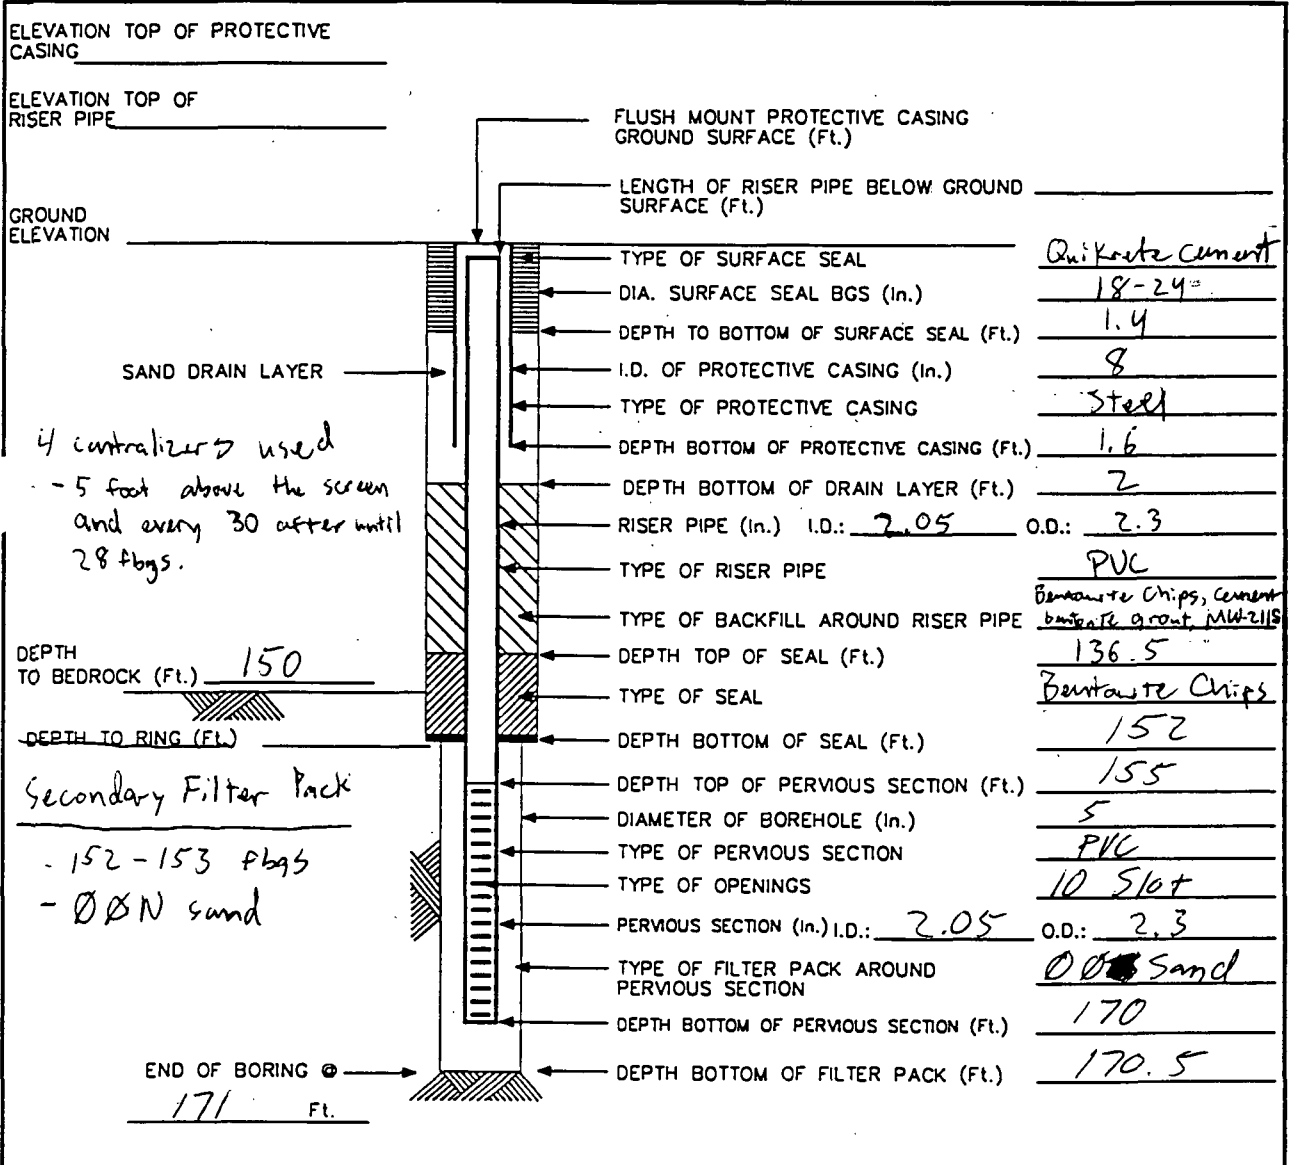 ELEVATION TOP OF PROTECTIVE
CASING
ELEVATION TOP OF
RISER PIPE
FLUSH MOUNT PROTECTIVE CASING
GROUND SURFACE (Ft.)
LENGTH OF RISER PIPE BELOW GROUND
SURFACE (Ft.)
GROUND
ELEVATION
TYPE OF SURFACE SEAL Quikrete Cement
DIA. SURFACE SEAL BGS (In.) 18-24
DEPTH TO BOTTOM OF SURFACE SEAL (Ft.) 1.4
SAND DRAIN LAYER
I.D. OF PROTECTIVE CASING (In.) 8
TYPE OF PROTECTIVE CASING Steel
4 centralizers used
DEPTH BOTTOM OF PROTECTIVE CASING (Ft.) 1.6
- 5 foot above the screen
and every 30 after until
28 fbgs.
DEPTH BOTTOM OF DRAIN LAYER (Ft.) 2
RISER PIPE (In.) I.D.: 2.05 O.D.: 2.3
TYPE OF RISER PIPE PVC
Bentonite Chips, Cement
TYPE OF BACKFILL AROUND RISER PIPE bentonite grout, MW-211S
DEPTH
TO BEDROCK (Ft.) 150
DEPTH TOP OF SEAL (Ft.) 136.5
TYPE OF SEAL Bentonite Chips
DEPTH TO RING (Ft.)
DEPTH BOTTOM OF SEAL (Ft.) 152
Secondary Filter Pack
- 152-153 fbgs
- ØØN sand
DEPTH TOP OF PERVIOUS SECTION (Ft.) 155
DIAMETER OF BOREHOLE (In.) 5
TYPE OF PERVIOUS SECTION PVC
TYPE OF OPENINGS 10 Slot
PERVIOUS SECTION (In.) I.D.: 2.05 O.D.: 2.3
TYPE OF FILTER PACK AROUND
PERVIOUS SECTION ØØ Sand
DEPTH BOTTOM OF PERVIOUS SECTION (Ft.) 170
END OF BORING @
171 Ft.
DEPTH BOTTOM OF FILTER PACK (Ft.) 170.5